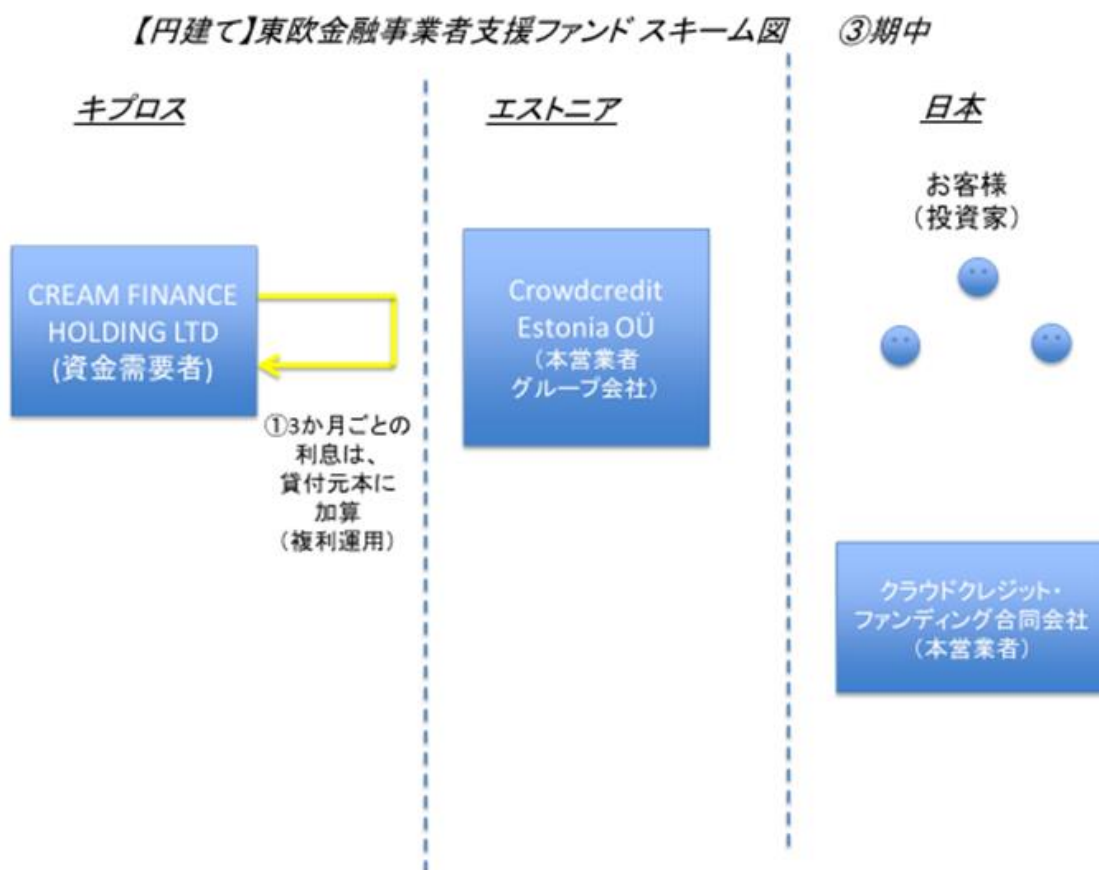 【円建て】東欧金融事業者支援ファンド スキーム図 ③期中
キプロス
エストニア
日本
お客様
（投資家）
CREAM FINANCE
HOLDING LTD
(資金需要者)
Crowdcredit
Estonia OÜ
（本営業者
グループ会社）
①3か月ごとの
利息は、
貸付元本に
加算
（複利運用）
クラウドクレジット・
ファンディング合同会社
（本営業者）